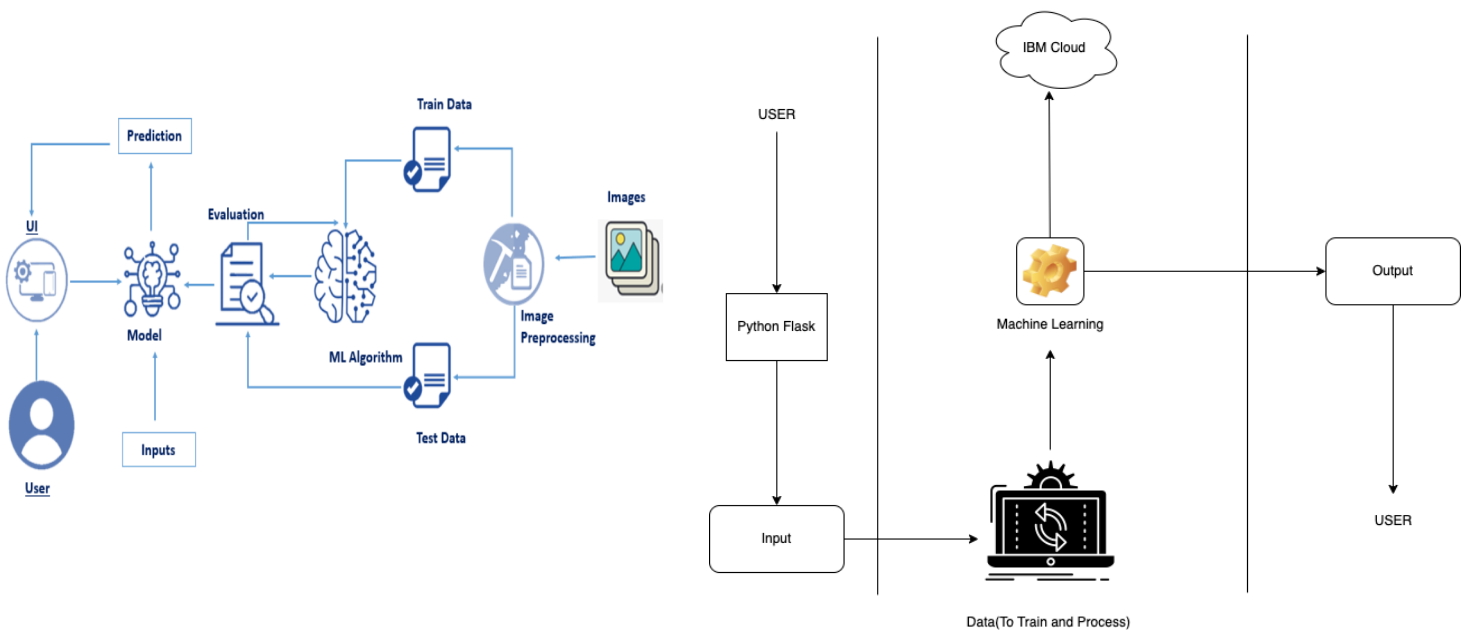 Train Data
Prediction
Images
Evaluation
UI
Model
Image
Preprocessing
ML Algorithm
Test Data
Inputs
User
IBM Cloud
USER
Python Flask
Machine Learning
Output
Input
USER
Data(To Train and Process)